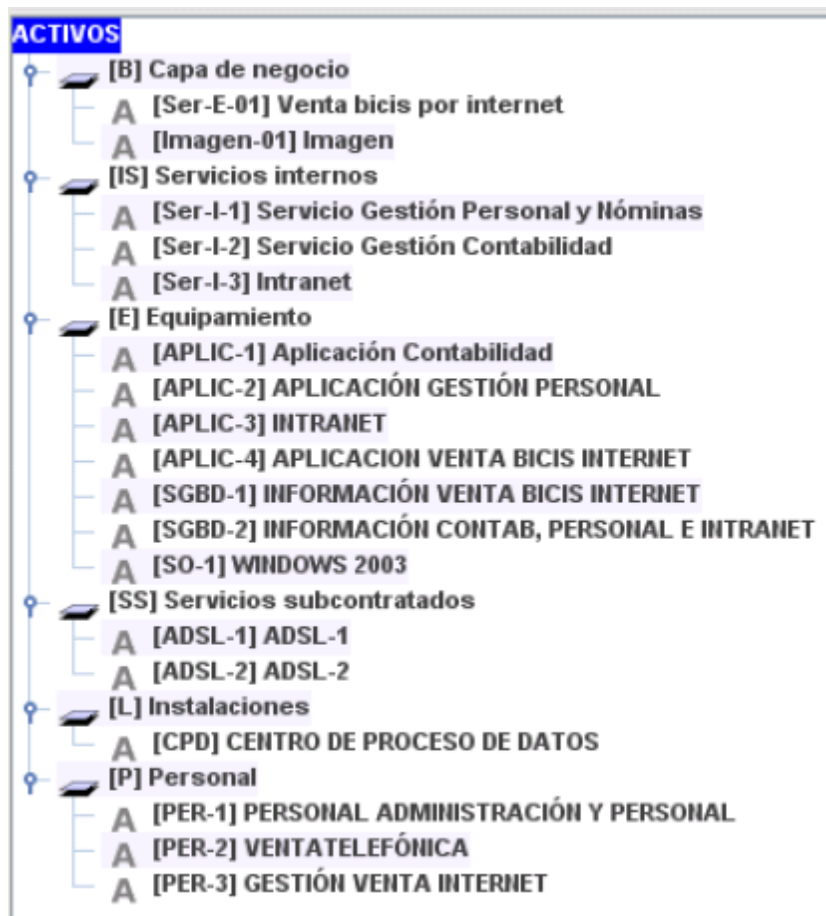 ACTIVOS
[B] Capa de negocio
A [Ser-E-01] Venta bicis por internet
A [Imagen-01] Imagen
[IS] Servicios internos
A [Ser-I-1] Servicio Gestión Personal y Nóminas
A [Ser-I-2] Servicio Gestión Contabilidad
A [Ser-I-3] Intranet
[E] Equipamiento
A [APLIC-1] Aplicación Contabilidad
A [APLIC-2] APLICACIÓN GESTIÓN PERSONAL
A [APLIC-3] INTRANET
A [APLIC-4] APLICACION VENTA BICIS INTERNET
A [SGBD-1] INFORMACIÓN VENTA BICIS INTERNET
A [SGBD-2] INFORMACIÓN CONTAB, PERSONAL E INTRANET
A [SO-1] WINDOWS 2003
[SS] Servicios subcontratados
A [ADSL-1] ADSL-1
A [ADSL-2] ADSL-2
[L] Instalaciones
A [CPD] CENTRO DE PROCESO DE DATOS
[P] Personal
A [PER-1] PERSONAL ADMINISTRACIÓN Y PERSONAL
A [PER-2] VENTATELEFÓNICA
A [PER-3] GESTIÓN VENTA INTERNET